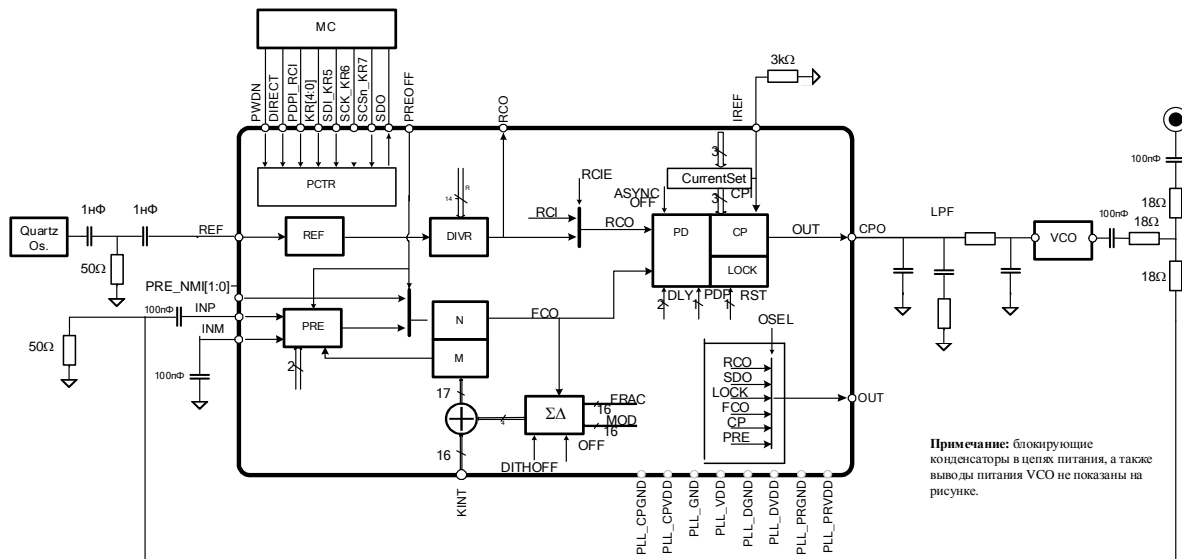 MC
PWDN
DIRECT
PDPI_RCI
KR[4:0]
SDI_KR5
SCK_KR6
SCSn_KR7
SDO
PREOFF
RCO
IREF
3kΩ
PCTR
1нФ
1нФ
Quartz
Os.
50Ω
REF
REF
14
R
DIVR
RCI
RCIE
RCO
ASYNC
OFF
3
CurrentSet
3
CPI
PD
CP
LOCK
OUT
CPO
LPF
VCO
100пФ
18Ω
100пФ
18Ω
18Ω
PRE_NMI[1:0]
100пФ
INP
INM
50Ω
100пФ
PRE
2
N
M
FCO
2
DLY
1
PDP
1
RST
17
16
KINT
ΣΔ
FRAC
16
MOD
16
OFF
DITHOFF
OSEL
RCO
SDO
LOCK
FCO
CP
PRE
OUT
PLL_CPGND
PLL_CPVDD
PLL_GND
PLL_VDD
PLL_DGND
PLL_DVDD
PLL_PRGND
PLL_PRVDD
Примечание: блокирующие
конденсаторы в цепях питания, а также
выводы питания VCO не показаны на
рисунке.